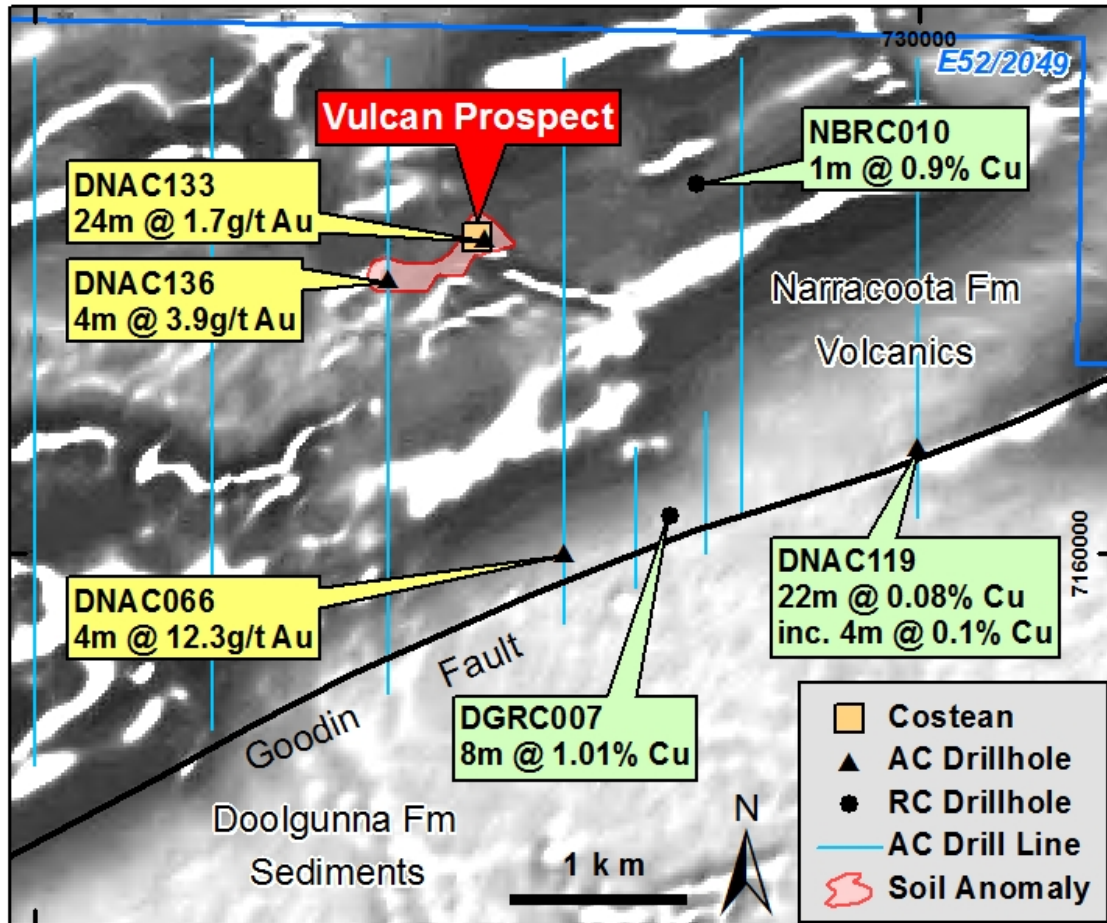 730000
E52/2049
Vulcan Prospect
NBRC010
1m @ 0.9% Cu
DNAC133
24m @ 1.7g/t Au
DNAC136
4m @ 3.9g/t Au
Narracoota Fm
Volcanics
7160000
DNAC066
4m @ 12.3g/t Au
DNAC119
22m @ 0.08% Cu
inc. 4m @ 0.1% Cu
Goodin Fault
DGRC007
8m @ 1.01% Cu
Doolgunna Fm
Sediments
1 km
N
Costean
AC Drillhole
RC Drillhole
AC Drill Line
Soil Anomaly